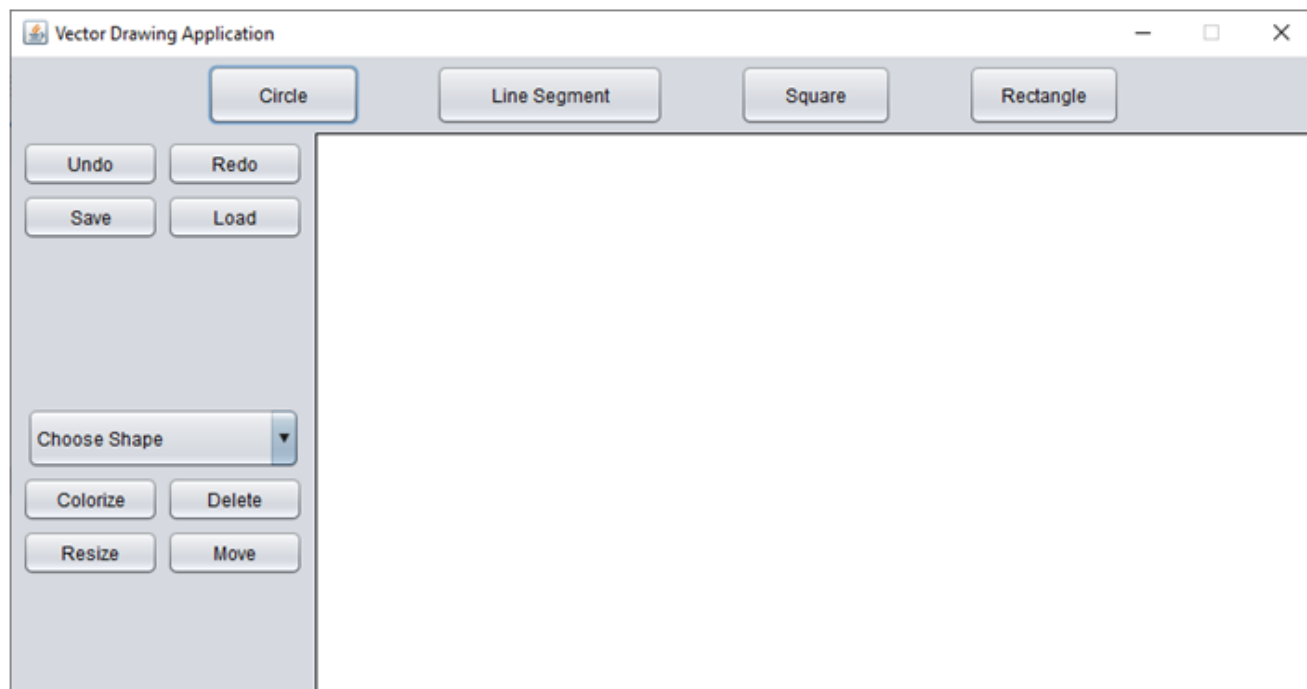 Vector Drawing Application
Circle Line Segment Square Rectangle
Undo Redo
Save Load
Choose Shape
Colorize Delete
Resize Move